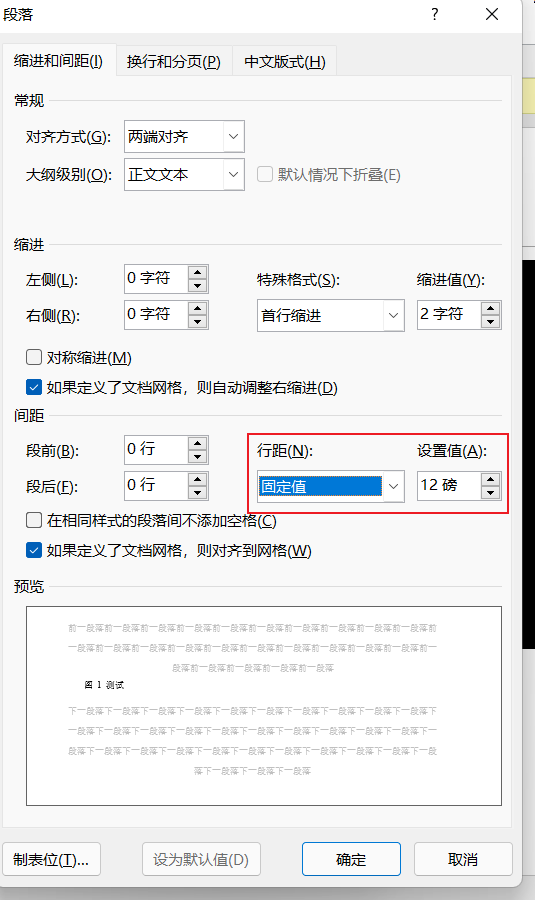 段落 ?
缩进和间距(I) 换行和分页(P) 中文版式(H)
常规
对齐方式(G): 两端对齐
大纲级别(O): 正文文本 默认情况下折叠(E)
缩进
左侧(L): 0 字符 特殊格式(S): 缩进值(Y):
右侧(R): 0 字符 首行缩进 2 字符
对称缩进(M)
如果定义了文档网格，则自动调整右缩进(D)
间距
段前(B): 0 行 行距(N): 设置值(A):
段后(F): 0 行 固定值 12 磅
在相同样式的段落间不添加空格(C)
如果定义了文档网格，则对齐到网格(W)
预览
前一段落前一段落前一段落前一段落前一段落前一段落前一段落前一段落前一段落前一段落前
一段落前一段落前一段落前一段落前一段落前一段落前一段落前一段落前一段落前一段落前一
段落前一段落前一段落前一段落前一段落
图 1 测试
下一段落下一段落下一段落下一段落下一段落下一段落下一段落下一段落下一段落下一段落下
一段落下一段落下一段落下一段落下一段落下一段落下一段落下一段落下一段落下一段落下一
段落下一段落下一段落下一段落下一段落下一段落下一段落下一段落下一段落下一段落下一段
落下一段落下一段落下一段落
制表位(T)... 设为默认值(D) 确定 取消